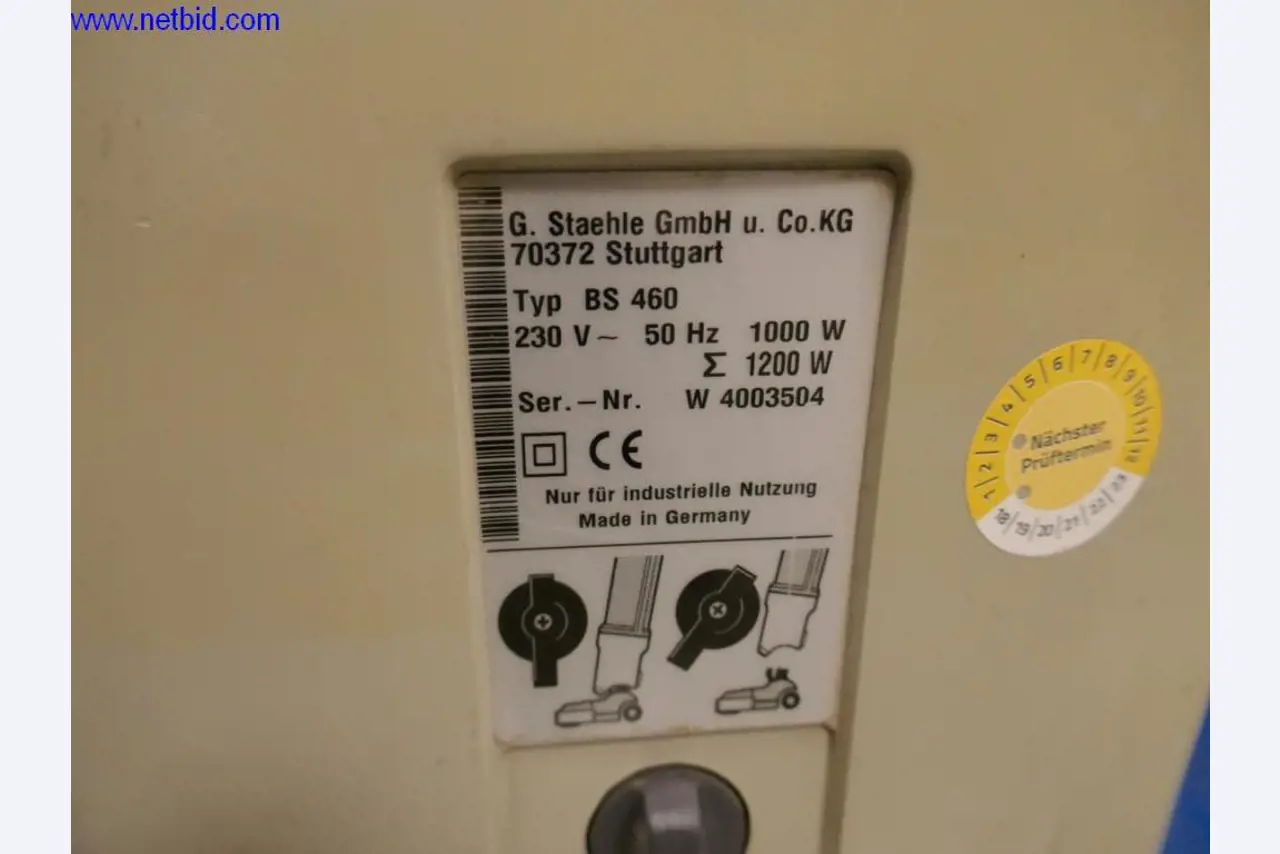 www.netbid.com
G. Staehle GmbH u. Co.KG
70372 Stuttgart
Typ BS 460
230 V~ 50 Hz 1000 W
Σ 1200 W
Ser.-Nr. W 4003504
CE
Nur für industrielle Nutzung
Made in Germany
1 2 3 4 5 6 7 8 9 10 11 12
Nächster
Prüftermin
18 19 20 21 22 23